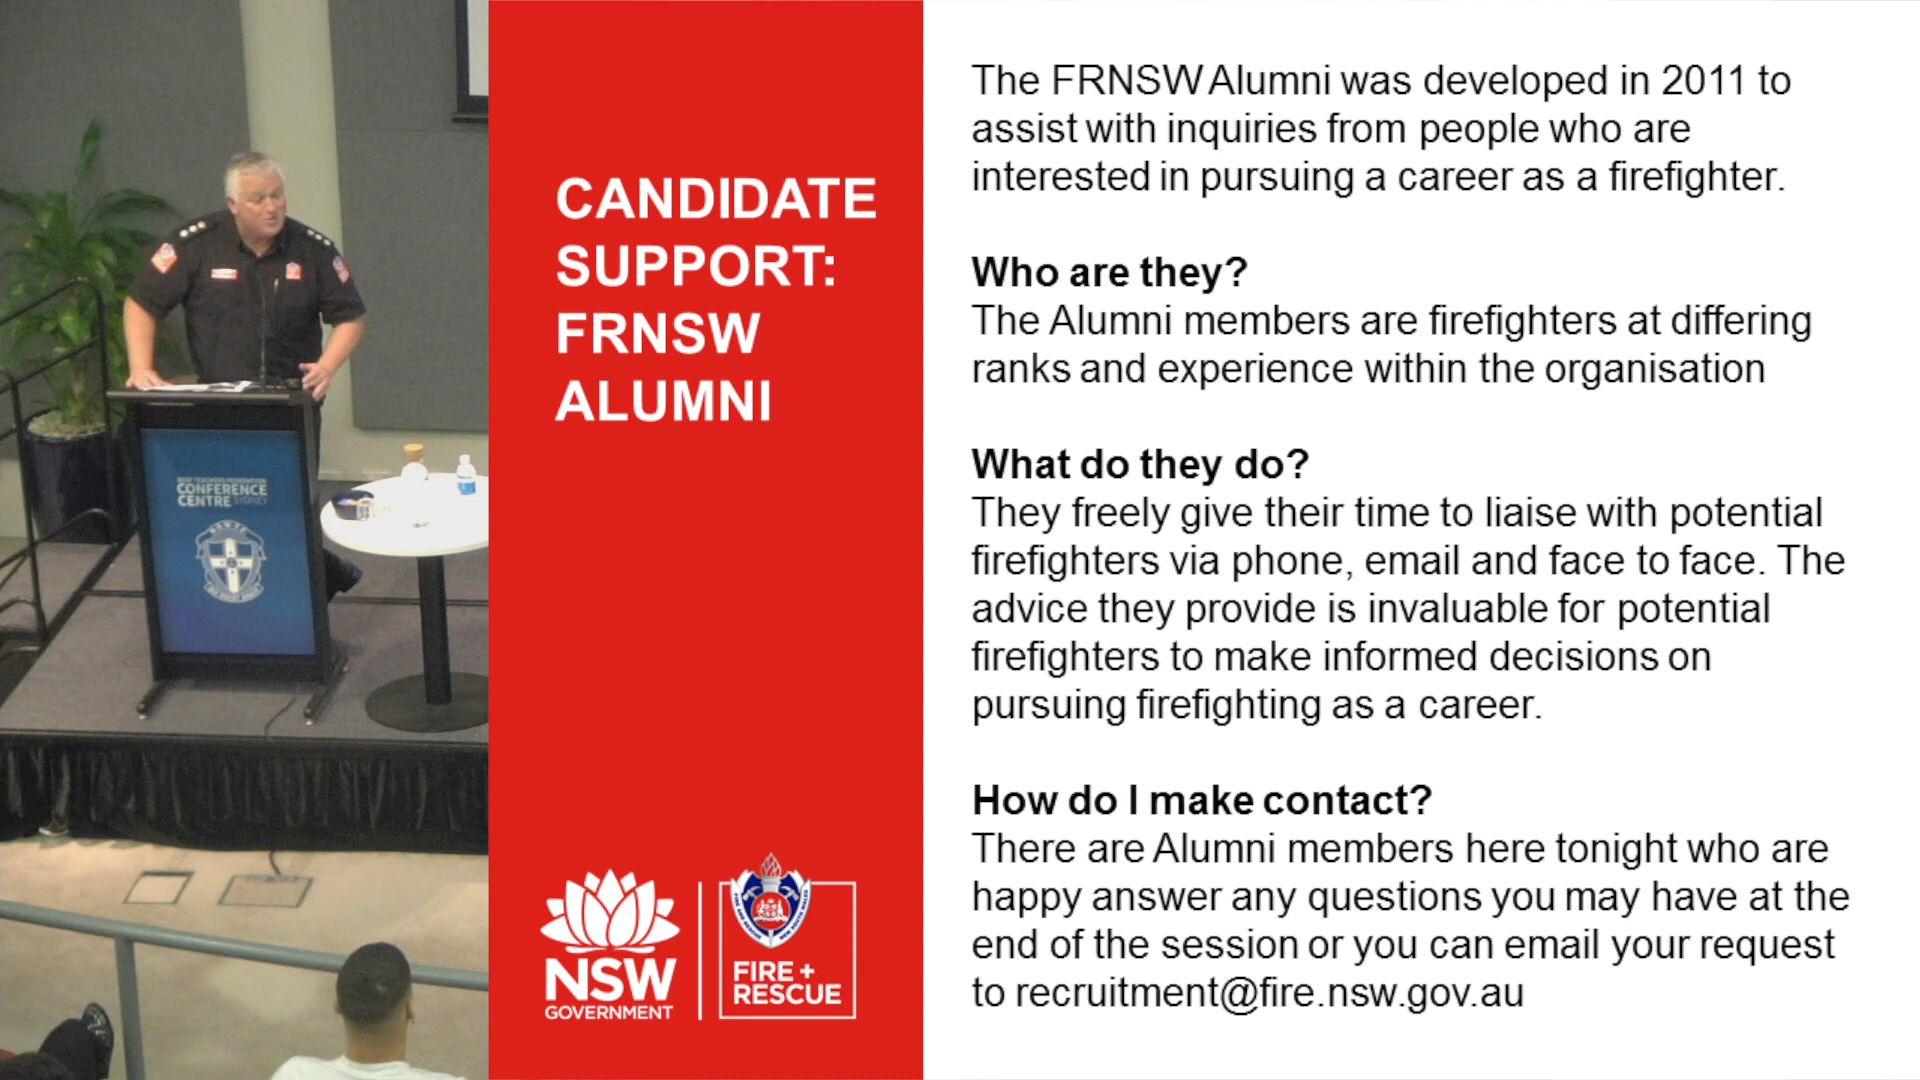 NSW TEACHERS FEDERATION
CONFERENCE
CENTRE SYDNEY
CANDIDATE
SUPPORT:
FRNSW
ALUMNI
NSW
GOVERNMENT
FIRE +
RESCUE
The FRNSW Alumni was developed in 2011 to
assist with inquiries from people who are
interested in pursuing a career as a firefighter.
Who are they?
The Alumni members are firefighters at differing
ranks and experience within the organisation
What do they do?
They freely give their time to liaise with potential
firefighters via phone, email and face to face. The
advice they provide is invaluable for potential
firefighters to make informed decisions on
pursuing firefighting as a career.
How do I make contact?
There are Alumni members here tonight who are
happy answer any questions you may have at the
end of the session or you can email your request
to recruitment@fire.nsw.gov.au